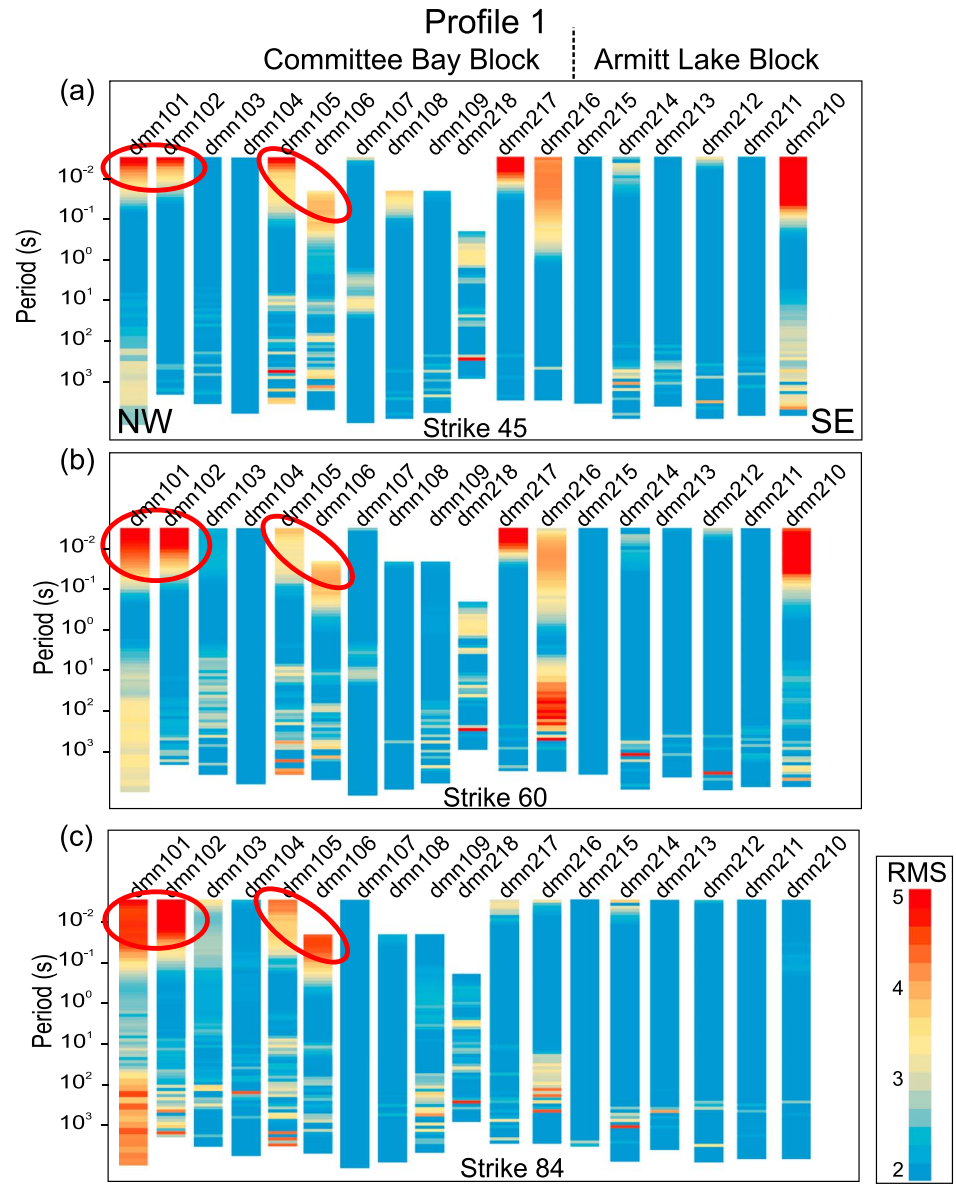 Profile 1
Committee Bay Block
Armitt Lake Block
(a)
dmn101 dmn102 dmn103 dmn104 dmn105 dmn106 dmn107 dmn108 dmn109 dmn218 dmn217 dmn216 dmn215 dmn214 dmn213 dmn212 dmn211 dmn210
Period (s)
10-2
10-1
100
101
102
103
NW
Strike 45
SE
(b)
dmn101 dmn102 dmn103 dmn104 dmn105 dmn106 dmn107 dmn108 dmn109 dmn218 dmn217 dmn216 dmn215 dmn214 dmn213 dmn212 dmn211 dmn210
Period (s)
10-2
10-1
100
101
102
103
Strike 60
(c)
dmn101 dmn102 dmn103 dmn104 dmn105 dmn106 dmn107 dmn108 dmn109 dmn218 dmn217 dmn216 dmn215 dmn214 dmn213 dmn212 dmn211 dmn210
Period (s)
10-2
10-1
100
101
102
103
Strike 84
RMS
5
4
3
2